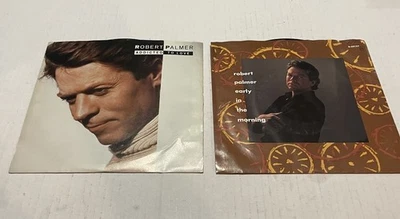 ROBERT PALMER
ADDICTED TO LOVE
robert
palmer
early
in
the
morning